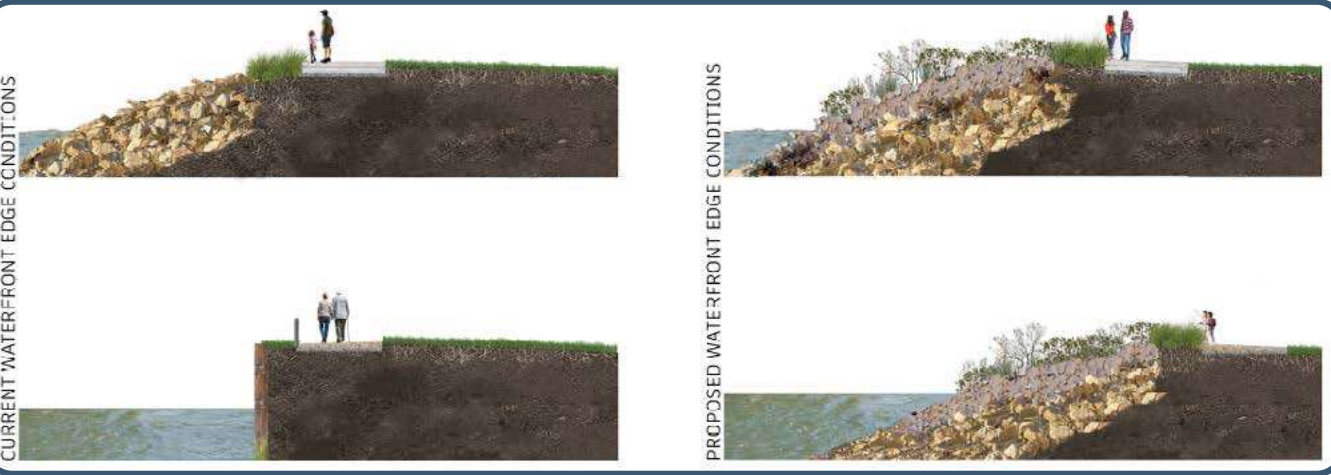 CURRENT WATERFRONT EDGE CONDITIONS
PROPOSED WATERFRONT EDGE CONDITIONS